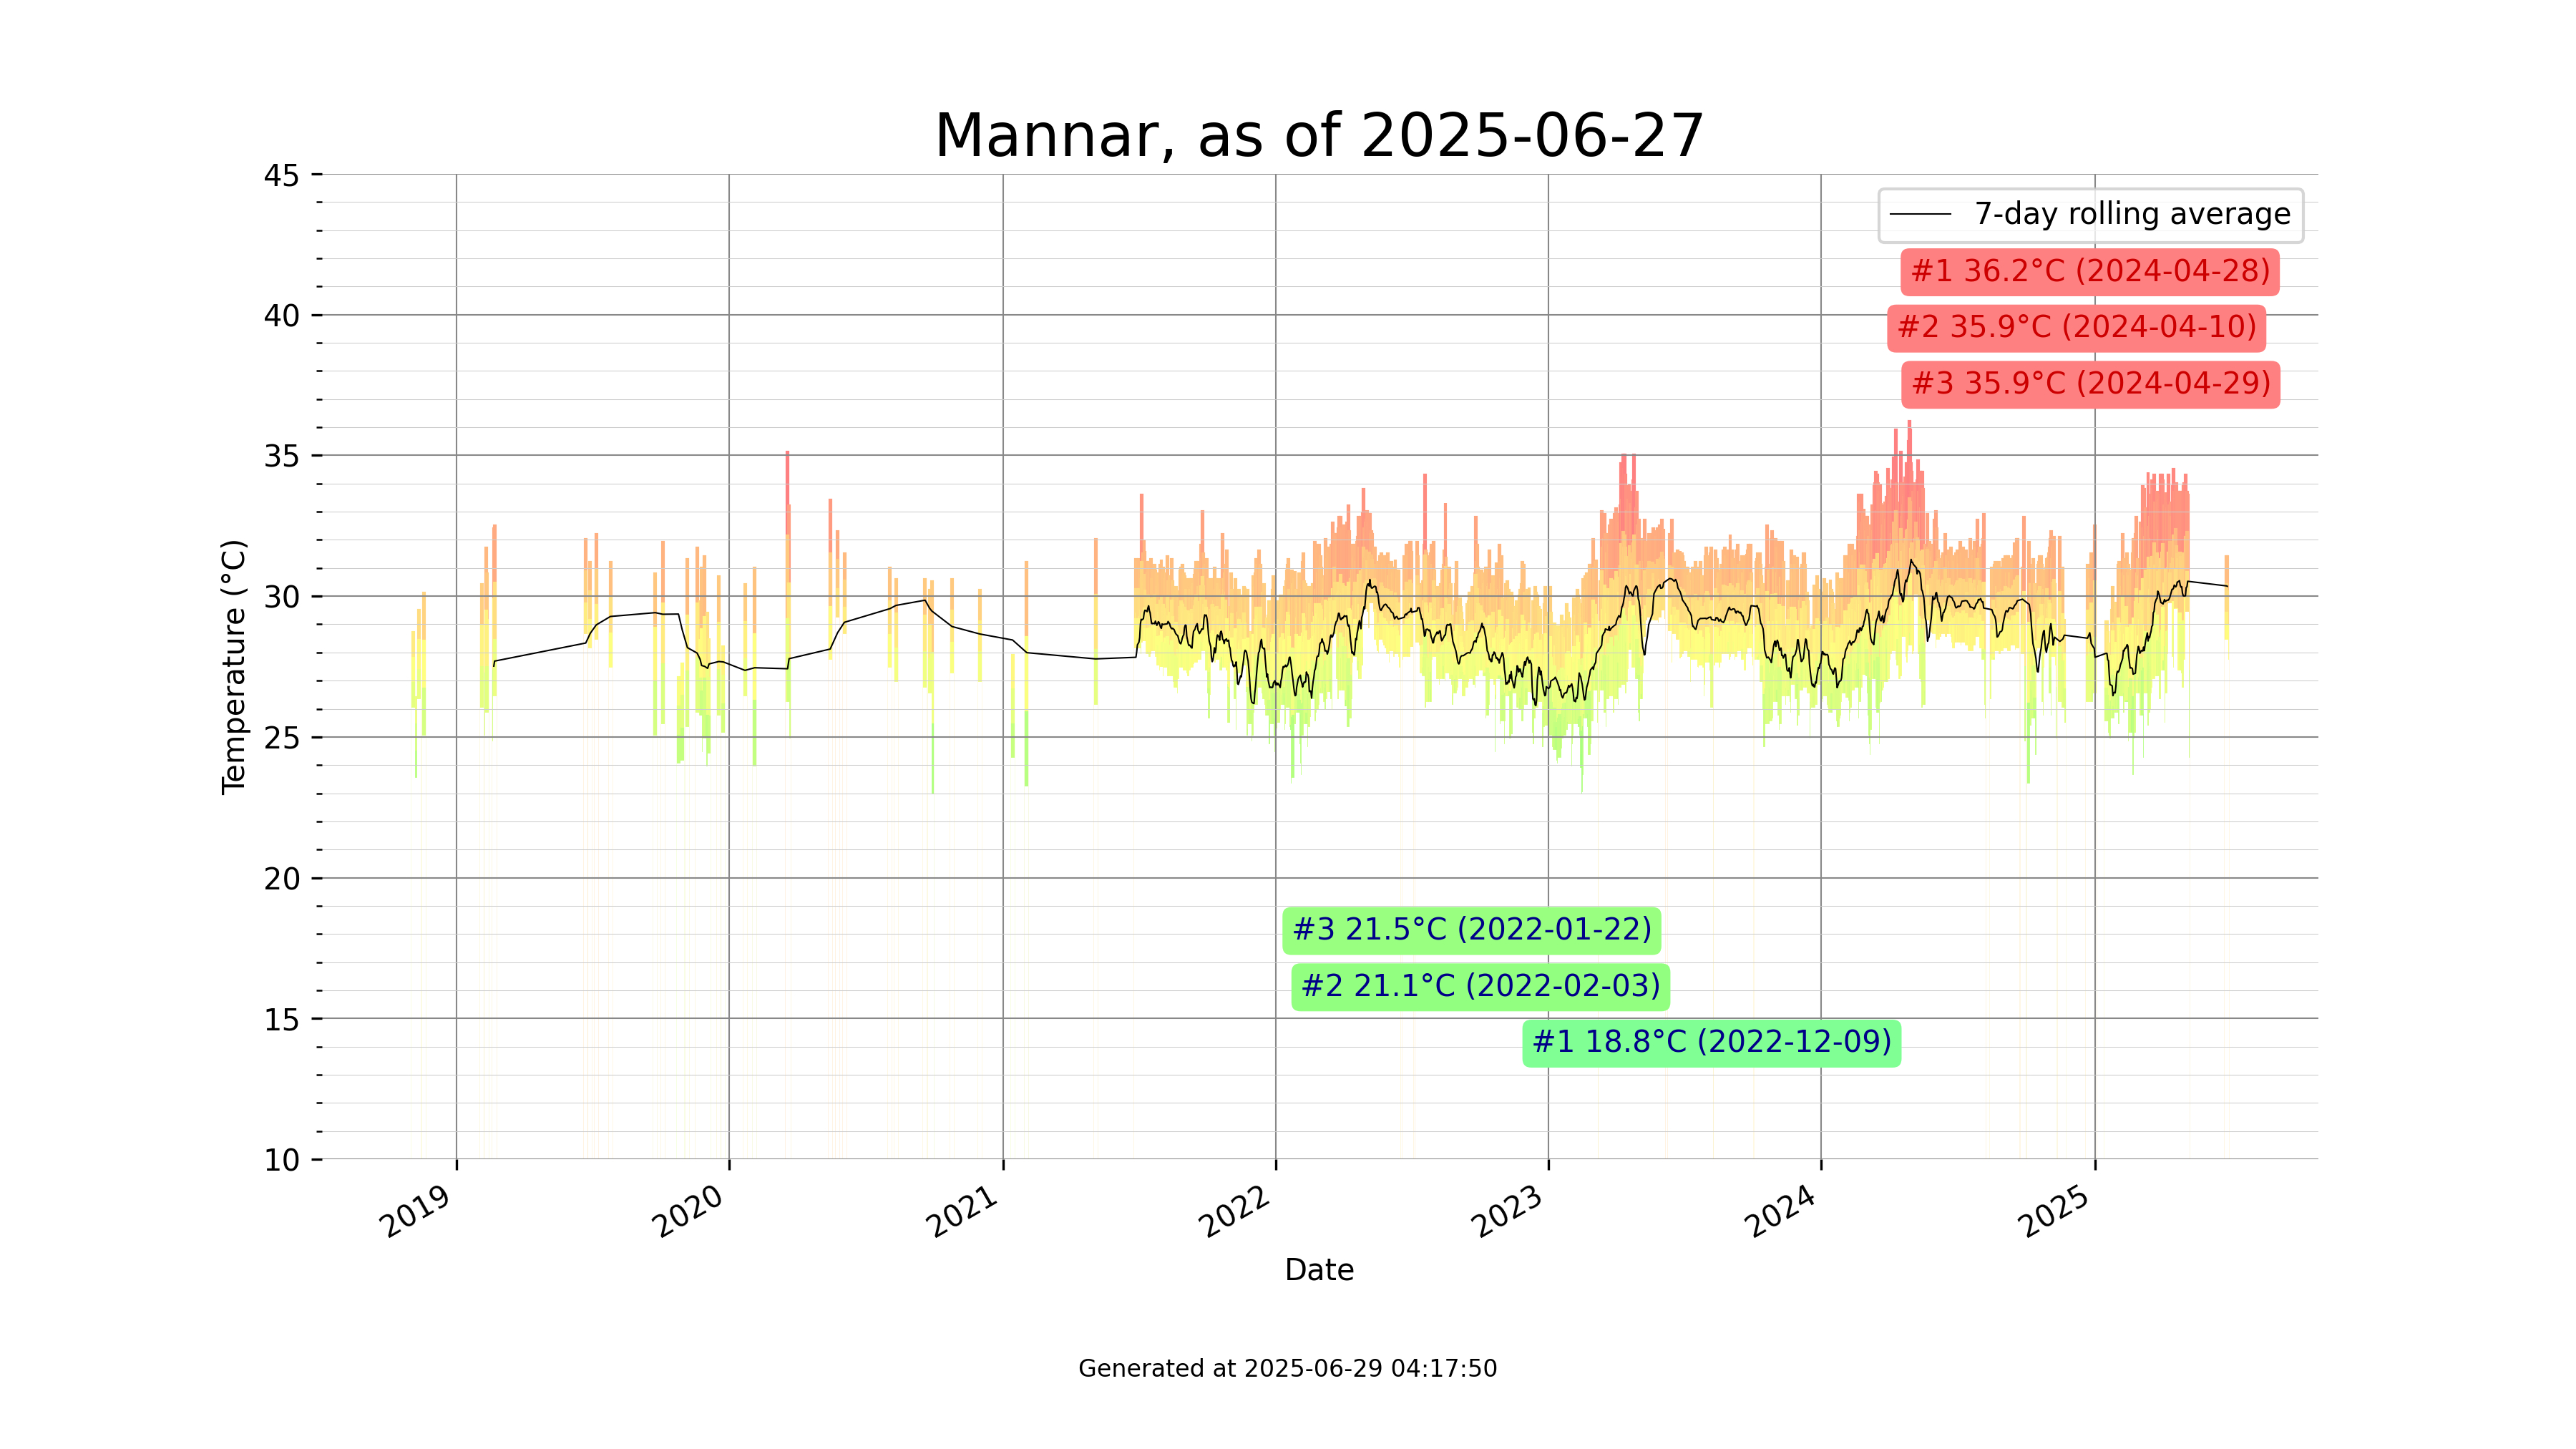 Mannar, as of 2025-06-27
45
40
35
30
25
20
15
10
Temperature (°C)
7-day rolling average
#1 36.2°C (2024-04-28)
#2 35.9°C (2024-04-10)
#3 35.9°C (2024-04-29)
#3 21.5°C (2022-01-22)
#2 21.1°C (2022-02-03)
#1 18.8°C (2022-12-09)
2019
2020
2021
2022
2023
2024
2025
Date
Generated at 2025-06-29 04:17:50